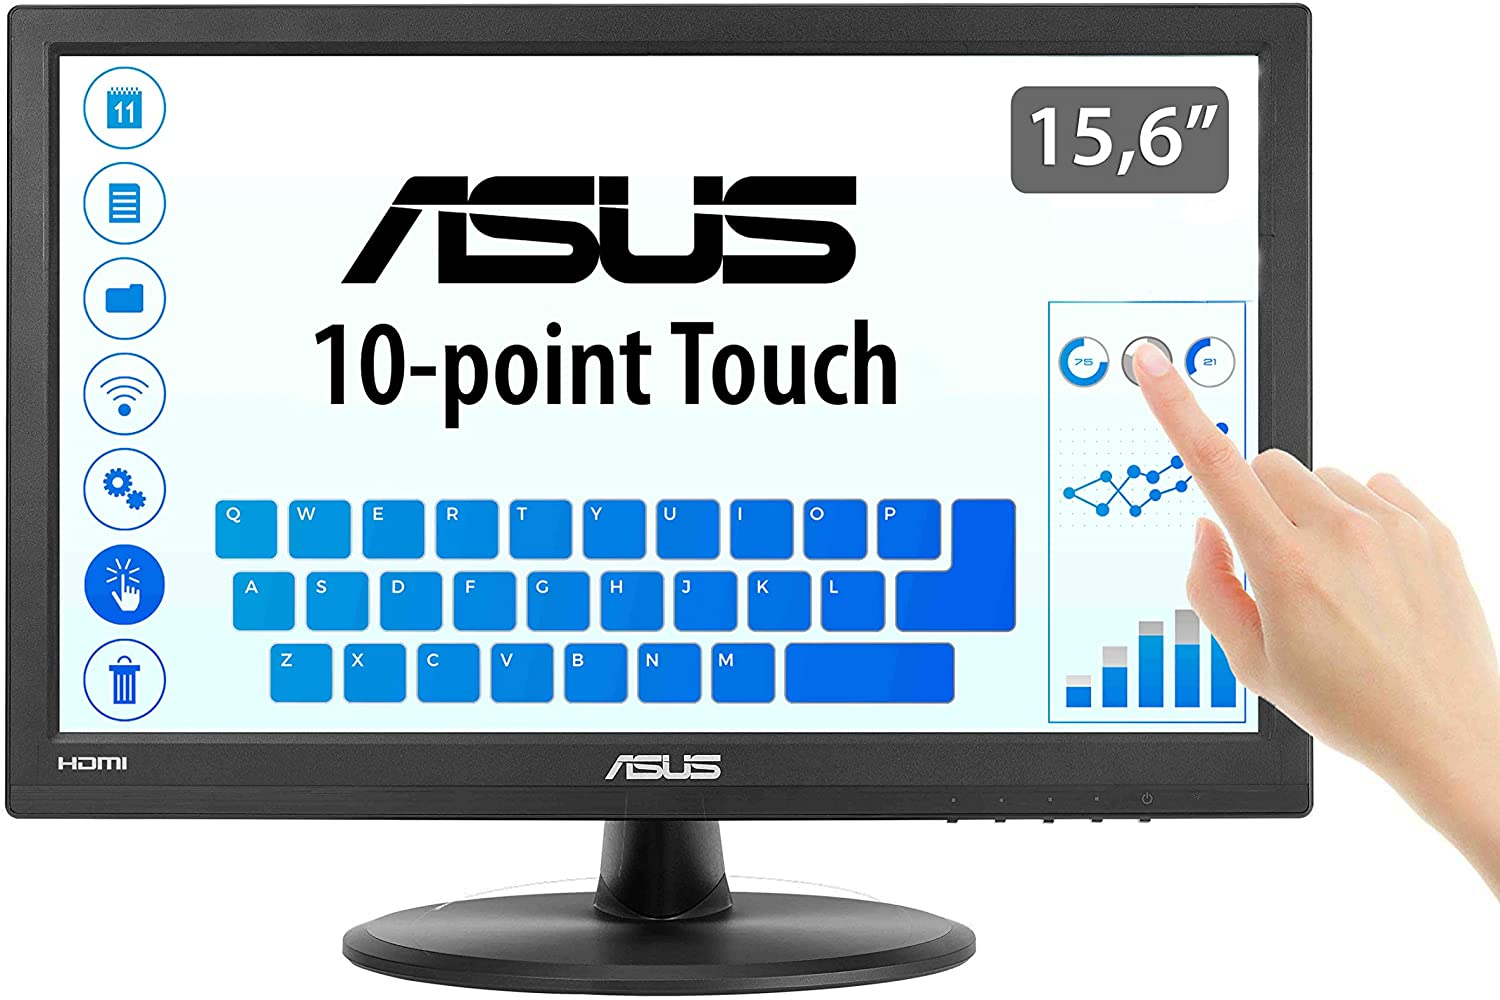 11
15,6”
ASUS
10-point Touch
75
21
Q W E R T Y U I O P
A S D F G H J K L
Z X C V B N M
HDMI
ASUS